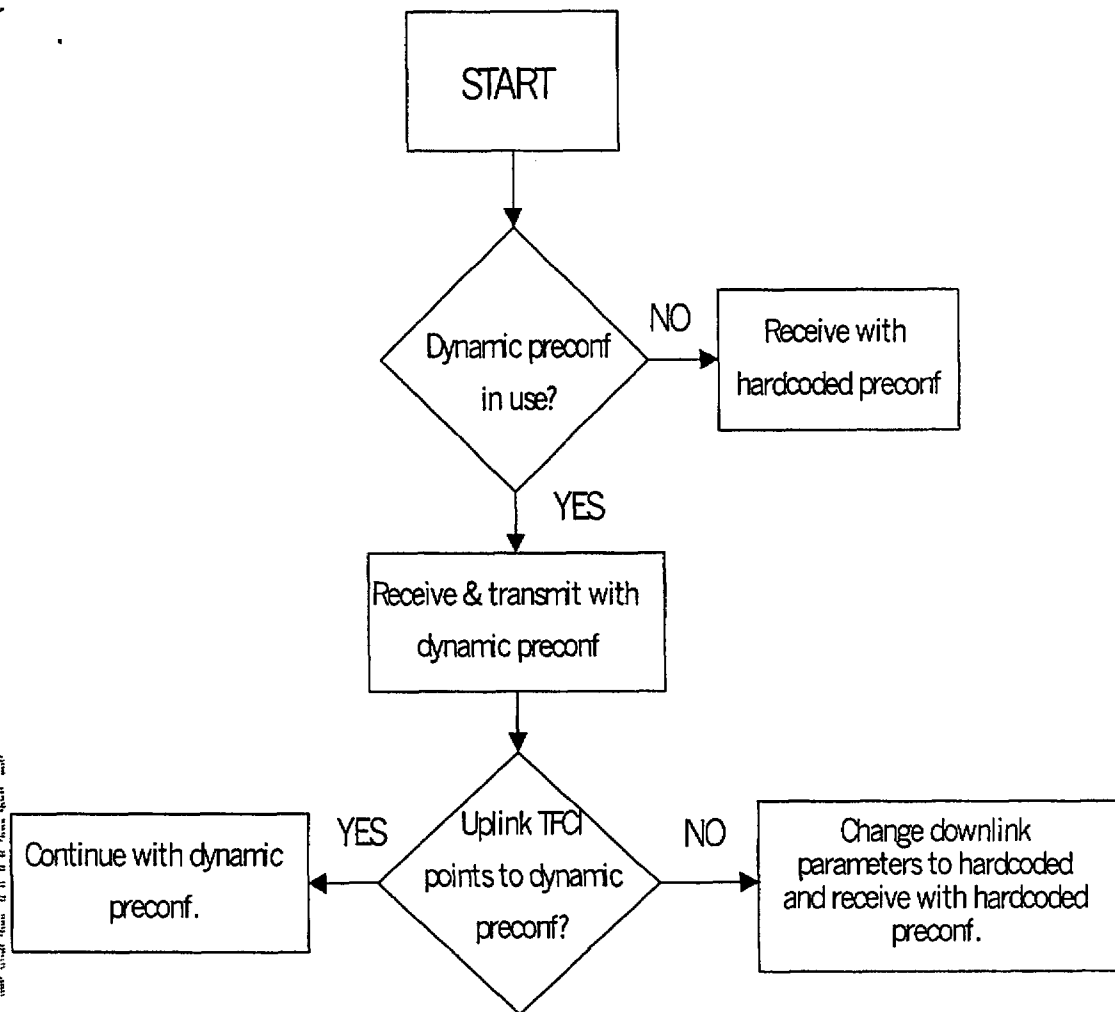 START
Dynamic preconf
in use?
NO
Receive with
hardcoded preconf
YES
Receive & transmit with
dynamic preconf
Uplink TFCI
points to dynamic
preconf?
YES
Continue with dynamic
preconf.
NO
Change downlink
parameters to hardcoded
and receive with hardcoded
preconf.